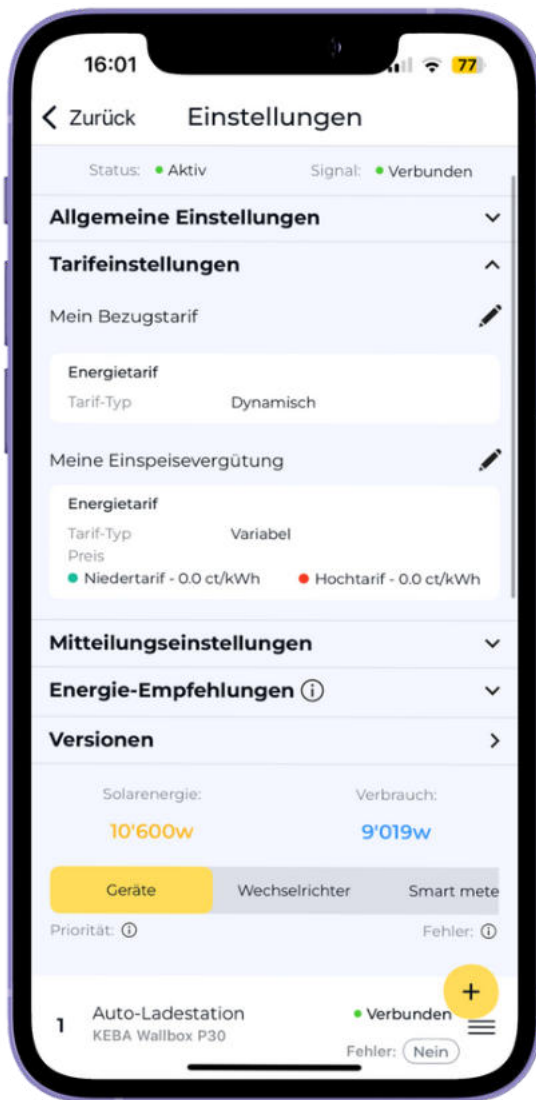 16:01
77
Zurück Einstellungen
Status: Aktiv Signal: Verbunden
Allgemeine Einstellungen
Tarifeinstellungen
Mein Bezugstarif
Energietarif
Tarif-Typ Dynamisch
Meine Einspeisevergütung
Energietarif
Tarif-Typ Variabel
Preis
Niedertarif - 0.0 ct/kWh Hochtarif - 0.0 ct/kWh
Mitteilungseinstellungen
Energie-Empfehlungen
Versionen
Solarenergie: Verbrauch:
10'600w 9'019w
Geräte Wechselrichter Smart mete
Priorität: Fehler:
+
1 Auto-Ladestation Verbunden
KEBA Wallbox P30
Fehler: Nein